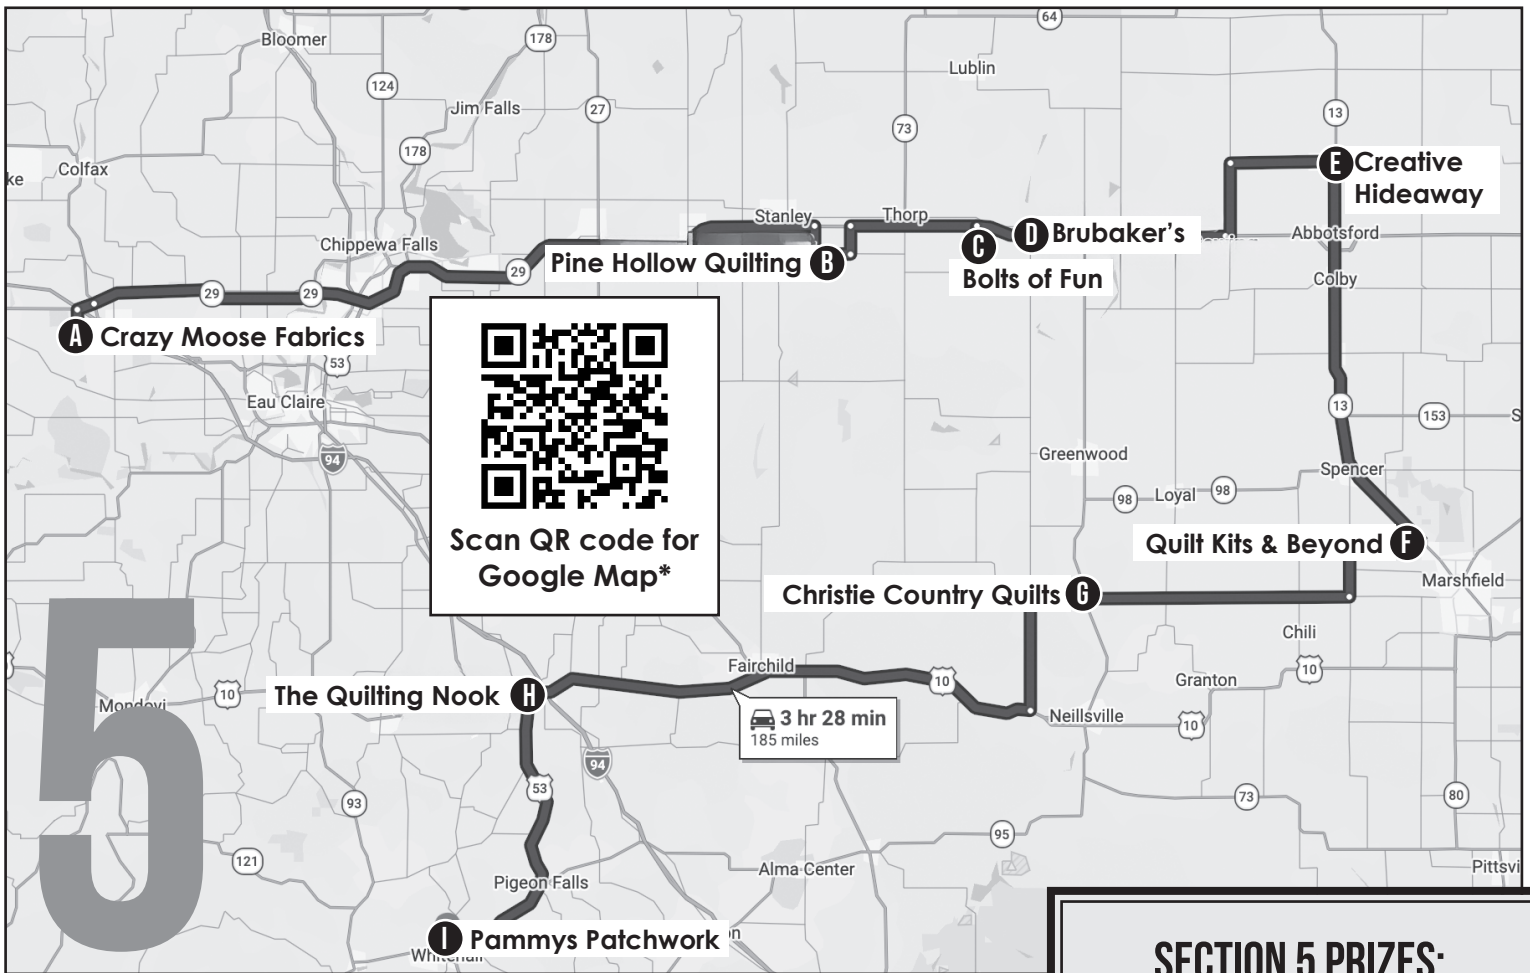 64
Bloomer
178
Lublin
124
Jim Falls
27
13
73
178
Colfax
ke
E Creative
Hideaway
Stanley
Thorp
Chippewa Falls
D Brubaker's
Abbotsford
C
Pine Hollow Quilting B
29
Bolts of Fun
Colby
29
29
A Crazy Moose Fabrics
53
Eau Claire
13
153
S
94
Greenwood
Spencer
98
Loyal
98
Scan QR code for
Google Map*
Quilt Kits & Beyond F
Marshfield
Christie Country Quilts G
5
Chili
Fairchild
10
10
Granton
The Quilting Nook H
10
Mondovi
3 hr 28 min
185 miles
Neillsville
10
94
53
93
73
80
95
121
Alma Center
Pittsvi
Pigeon Falls
I Pammys Patchwork
on
Whitehall
SECTION 5 PRIZES: